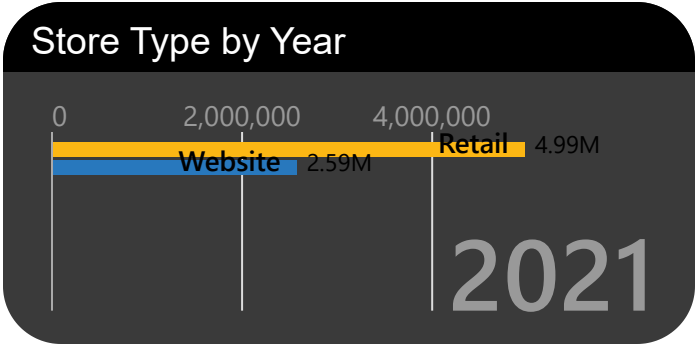 Store Type by Year
0 2,000,000 4,000,000
Retail 4.99M
Website 2.59M
2021